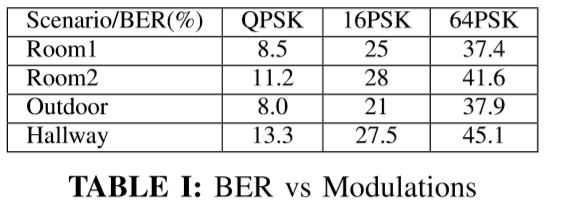 Scenario/BER(%) QPSK 16PSK 64PSK
Room1 8.5 25 37.4
Room2 11.2 28 41.6
Outdoor 8.0 21 37.9
Hallway 13.3 27.5 45.1
TABLE I: BER vs Modulations